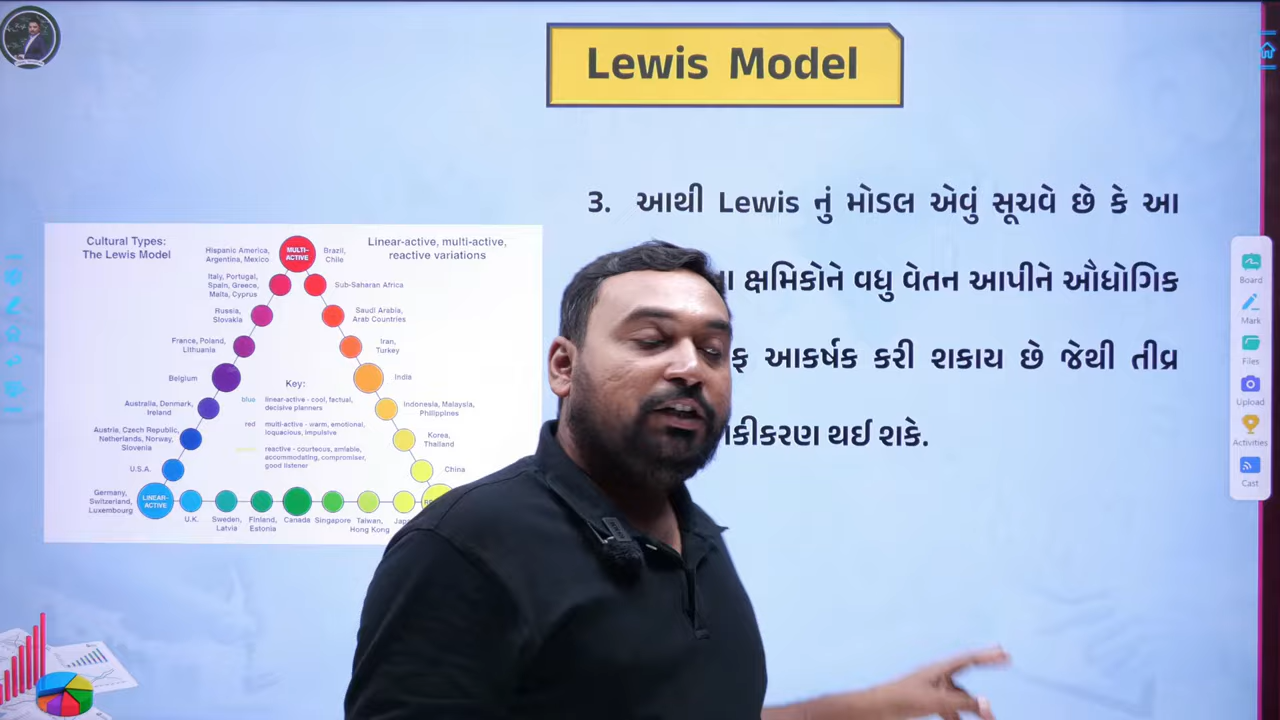 Lewis Model
3. આથી Lewis નું મોડલ એવું સૂચવે છે કે આ
ક્ષમિકોને વધુ વેતન આપીને ઔધોગિક
આકર્ષક કરી શકાય છે જેથી તીવ્ર
થઈ શકે.
Cultural Types:
The Lewis Model
Linear-active, multi-active,
reactive variations
MULTI-
ACTIVE
Hispanic America,
Argentina, Mexico
Brazil,
Chile
Italy, Portugal,
Spain, Greece,
Malta, Cyprus
Sub-Saharan Africa
Russia,
Slovakia
Saudi Arabia,
Arab Countries
France, Poland,
Lithuania
Iran,
Turkey
Belgium
India
Key:
blue
linear-active - cool, factual,
decisive planners
red
multi-active - warm, emotional,
loquacious, impulsive
reactive - courteous, amiable,
accommodating, compromiser,
good listener
Australia, Denmark,
Ireland
Indonesia, Malaysia,
Philippines
Austria, Czech Republic,
Netherlands, Norway,
Slovenia
Korea,
Thailand
U.S.A.
China
Germany,
Switzerland,
Luxembourg
LINEAR-
ACTIVE
U.K.
Sweden,
Latvia
Finland,
Estonia
Canada
Singapore
Taiwan,
Hong Kong
Board
Mark
Files
Upload
Activities
Cast